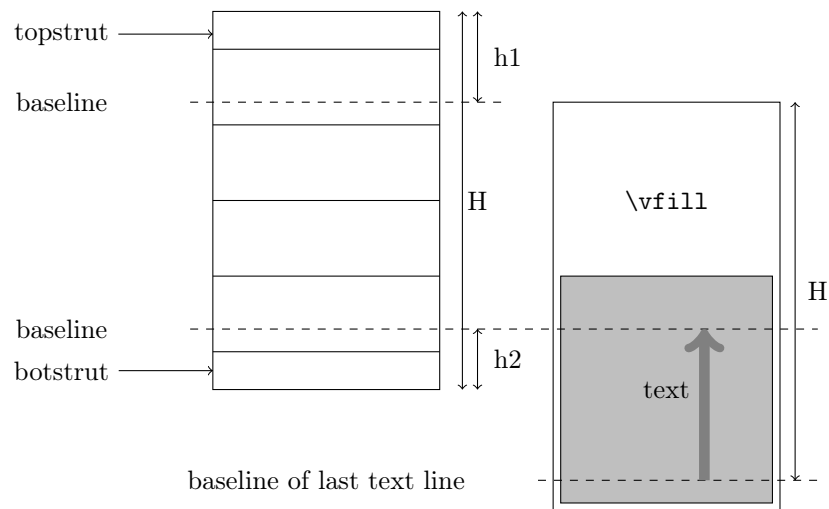 topstrut
h1
baseline
H
\vfill
H
baseline
h2
botstrut
text
baseline of last text line